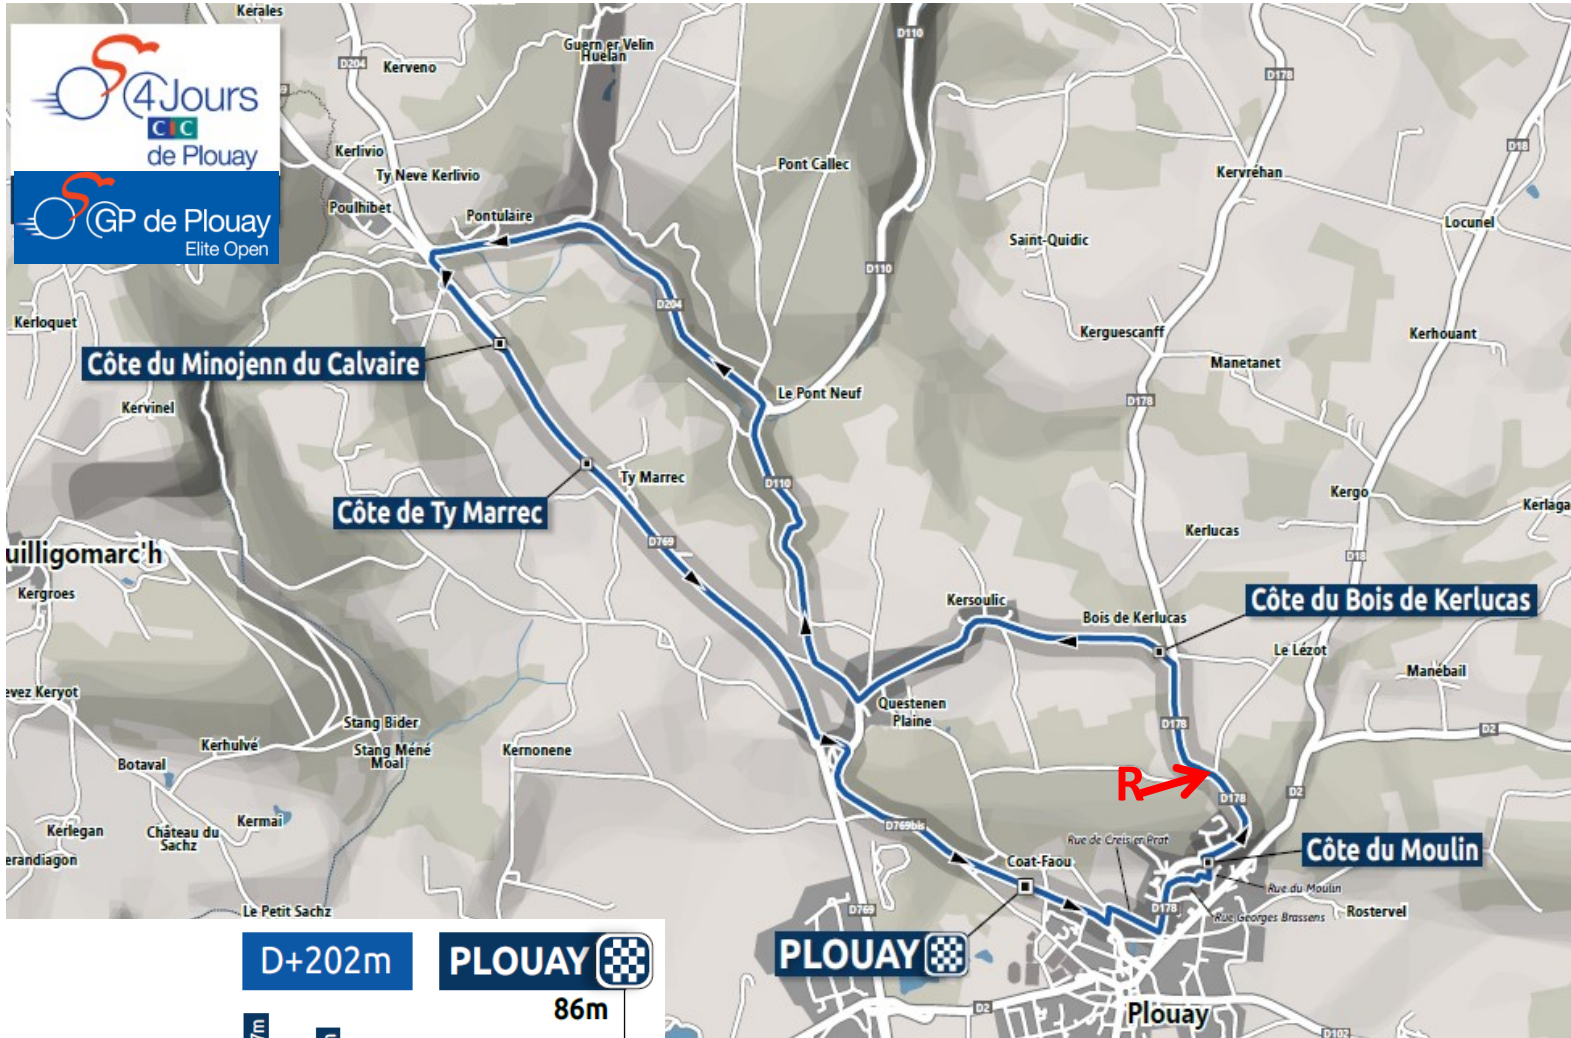 Kerales
D110
Guern er Velin
Huelan
D204
Kerveno
D178
4Jours
CIC
de Plouay
D18
Kerlivio
Pont Callec
Ty Neve Kerlivio
Kervréhan
GP de Plouay
Elite Open
Poulhibet
Pontulaire
Locunel
Saint-Quidic
D110
D204
Kerloquet
Kerguescanff
Kerhouant
Côte du Minojenn du Calvaire
Manetanet
Le Pont Neuf
D178
Kervinel
Ty Marrec
D110
Kergo
Kerlaga
Côte de Ty Marrec
Kerlucas
D769
uilligomarc'h
D18
Kergroes
Kersoulic
Côte du Bois de Kerlucas
Bois de Kerlucas
Le Lézot
Manébail
evez Keryot
Questenen
Plaine
Stang Bider
D178
D2
Kerhulvé
Stang Méné
Moal
Kernonene
Botaval
R
D178
D2
Kerlegan
Château du
Sachz
Kermai
D769bis
Rue de Creis er Prat
Côte du Moulin
erandiagon
Coat-Faou
Rue du Moulin
Le Petit Sachz
D769
D178
Rue Georges Brassens
Rostervel
D+202m
PLOUAY
PLOUAY
86m
D2
Plouay
D102